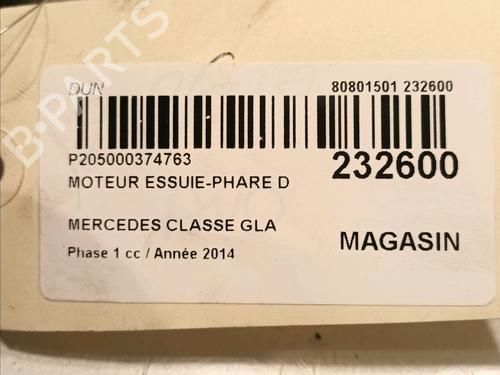 DUN
80801501 232600
P205000374763
232600
MOTEUR ESSUIE-PHARE D
MERCEDES CLASSE GLA
MAGASIN
Phase 1 cc / Année 2014
B-PARTS